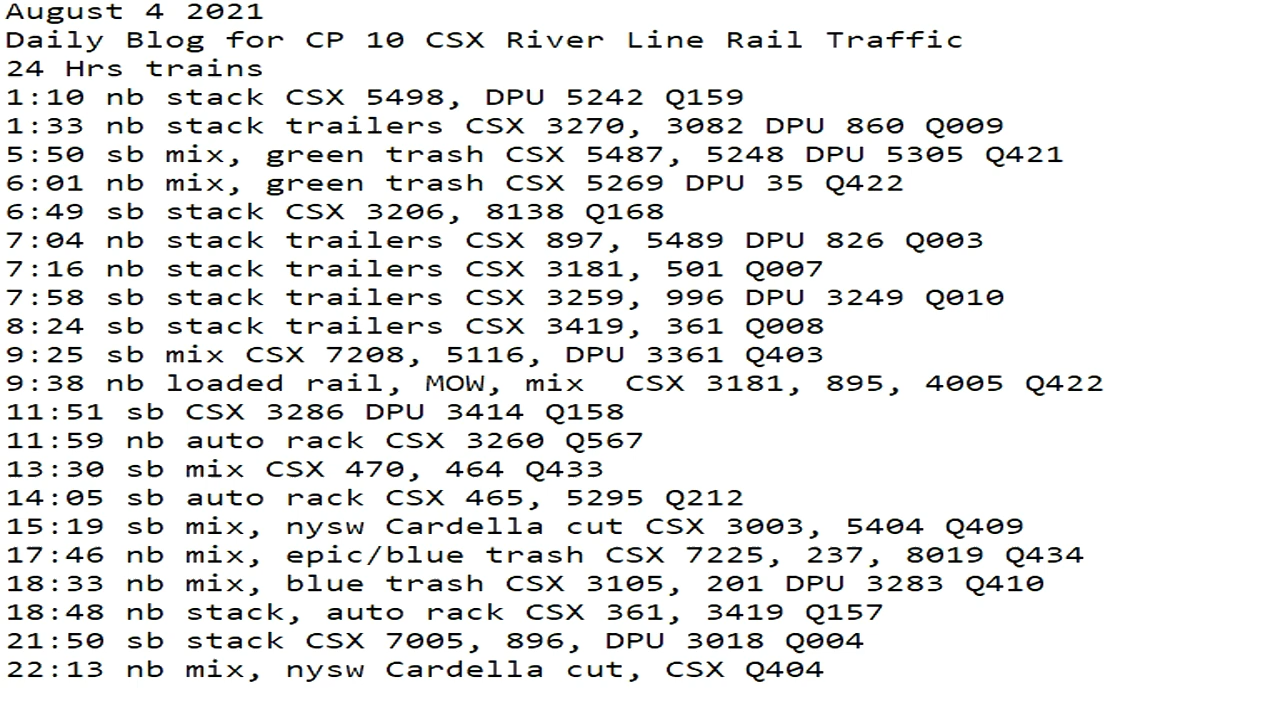 August 4 2021
Daily Blog for CP 10 CSX River Line Rail Traffic
24 Hrs trains
1:10 nb stack CSX 5498, DPU 5242 Q159
1:33 nb stack trailers CSX 3270, 3082 DPU 860 Q009
5:50 sb mix, green trash CSX 5487, 5248 DPU 5305 Q421
6:01 nb mix, green trash CSX 5269 DPU 35 Q422
6:49 sb stack CSX 3206, 8138 Q168
7:04 nb stack trailers CSX 897, 5489 DPU 826 Q003
7:16 nb stack trailers CSX 3181, 501 Q007
7:58 sb stack trailers CSX 3259, 996 DPU 3249 Q010
8:24 sb stack trailers CSX 3419, 361 Q008
9:25 sb mix CSX 7208, 5116, DPU 3361 Q403
9:38 nb loaded rail, MOW, mix  CSX 3181, 895, 4005 Q422
11:51 sb CSX 3286 DPU 3414 Q158
11:59 nb auto rack CSX 3260 Q567
13:30 sb mix CSX 470, 464 Q433
14:05 sb auto rack CSX 465, 5295 Q212
15:19 sb mix, nysw Cardella cut CSX 3003, 5404 Q409
17:46 nb mix, epic/blue trash CSX 7225, 237, 8019 Q434
18:33 nb mix, blue trash CSX 3105, 201 DPU 3283 Q410
18:48 nb stack, auto rack CSX 361, 3419 Q157
21:50 sb stack CSX 7005, 896, DPU 3018 Q004
22:13 nb mix, nysw Cardella cut, CSX Q404